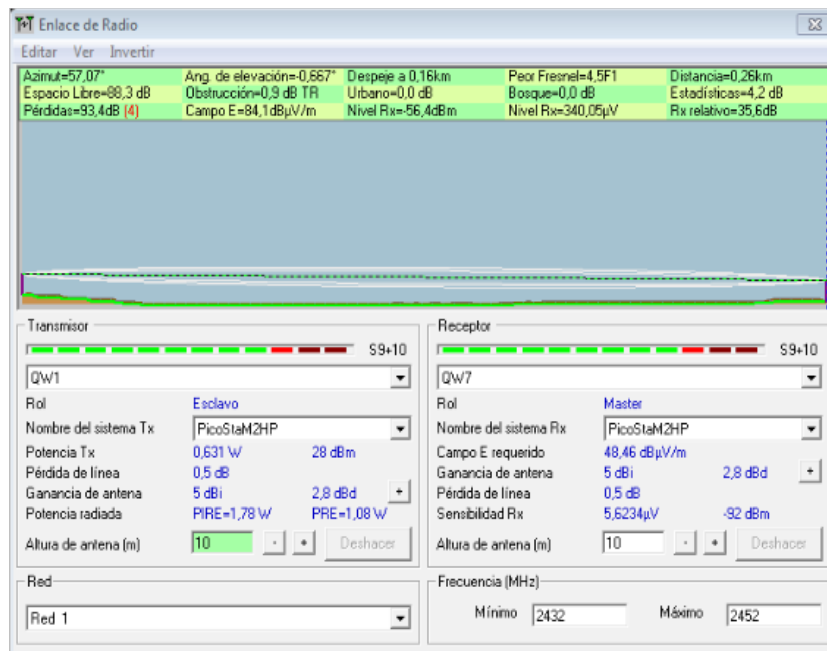 Enlace de Radio
Editar Ver Invertir
Azimut=57,07° Ang. de elevación=-0,667° Despeje a 0,16km Peor Fresnel=4,5F1 Distancia=0,26km
Espacio Libre=88,3 dB Obstrucción=0,9 dB TR Urbano=0,0 dB Bosque=0,0 dB Estadísticas=4,2 dB
Pérdidas=93,4dB (4) Campo E=84,1dBµV/m Nivel Rx=-56,4dBm Nivel Rx=340,05µV Rx relativo=35,6dB
Transmisor
S9+10
QW1
Rol Esclavo
Nombre del sistema Tx PicoStaM2HP
Potencia Tx 0,631 W 28 dBm
Pérdida de línea 0,5 dB
Ganancia de antena 5 dBi 2,8 dBd +
Potencia radiada PIRE=1,78 W PRE=1,08 W
Altura de antena (m) 10 - + Deshacer
Red
Red 1
Receptor
S9+10
QW7
Rol Master
Nombre del sistema Rx PicoStaM2HP
Campo E requerido 48,46 dBµV/m
Ganancia de antena 5 dBi 2,8 dBd +
Pérdida de línea 0,5 dB
Sensibilidad Rx 5,6234µV -92 dBm
Altura de antena (m) 10 - + Deshacer
Frecuencia (MHz)
Mínimo 2432 Máximo 2452